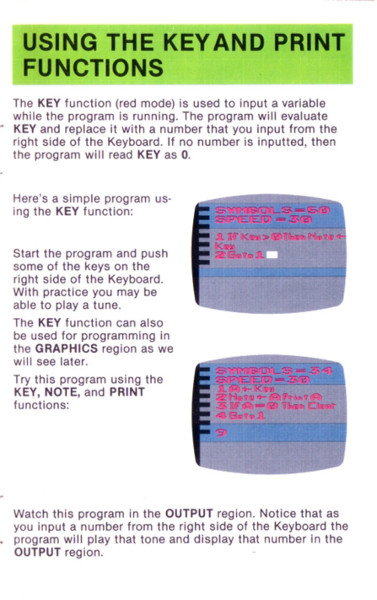 USING THE KEY AND PRINT
FUNCTIONS
The KEY function (red mode) is used to input a variable
while the program is running. The program will evaluate
KEY and replace it with a number that you input from the
right side of the Keyboard. If no number is inputted, then
the program will read KEY as 0.
Here's a simple program us-
ing the KEY function:
SYMBOLS=50
SPEED=30
1 If Key>0 Then Note←
Key
2 Goto 1
Start the program and push
some of the keys on the
right side of the Keyboard.
With practice you may be
able to play a tune.
The KEY function can also
be used for programming in
the GRAPHICS region as we
will see later.
Try this program using the
KEY, NOTE, and PRINT
functions:
SYMBOLS=34
SPEED=30
1 A←Key
2 Note←A Print A
3 If A=0 Then Clear
4 Goto 1
9
Watch this program in the OUTPUT region. Notice that as
you input a number from the right side of the Keyboard the
program will play that tone and display that number in the
OUTPUT region.